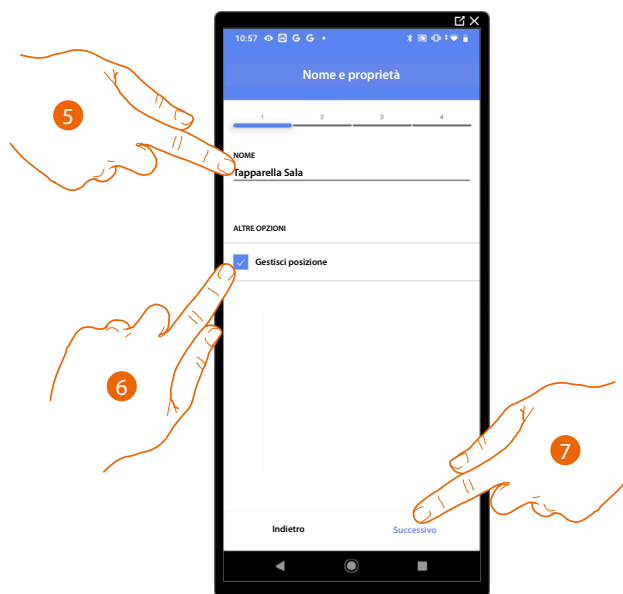 10:57 G G
Nome e proprietà
1 2 3 4
NOME
Tapparella Sala
ALTRE OPZIONI
Gestisci posizione
Indietro Successivo
5
6
7